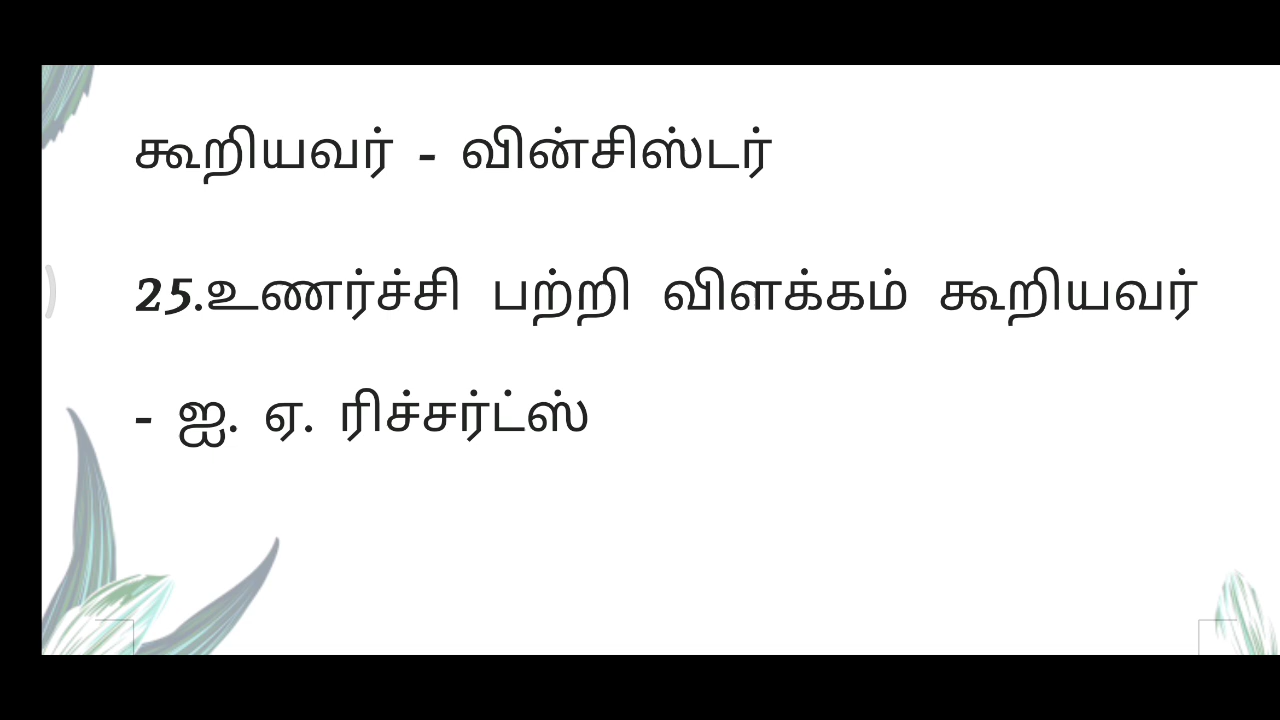 கூறியவர் - வின்சிஸ்டர்
25.உணர்ச்சி பற்றி விளக்கம் கூறியவர்
- ஐ. ஏ. ரிச்சர்ட்ஸ்